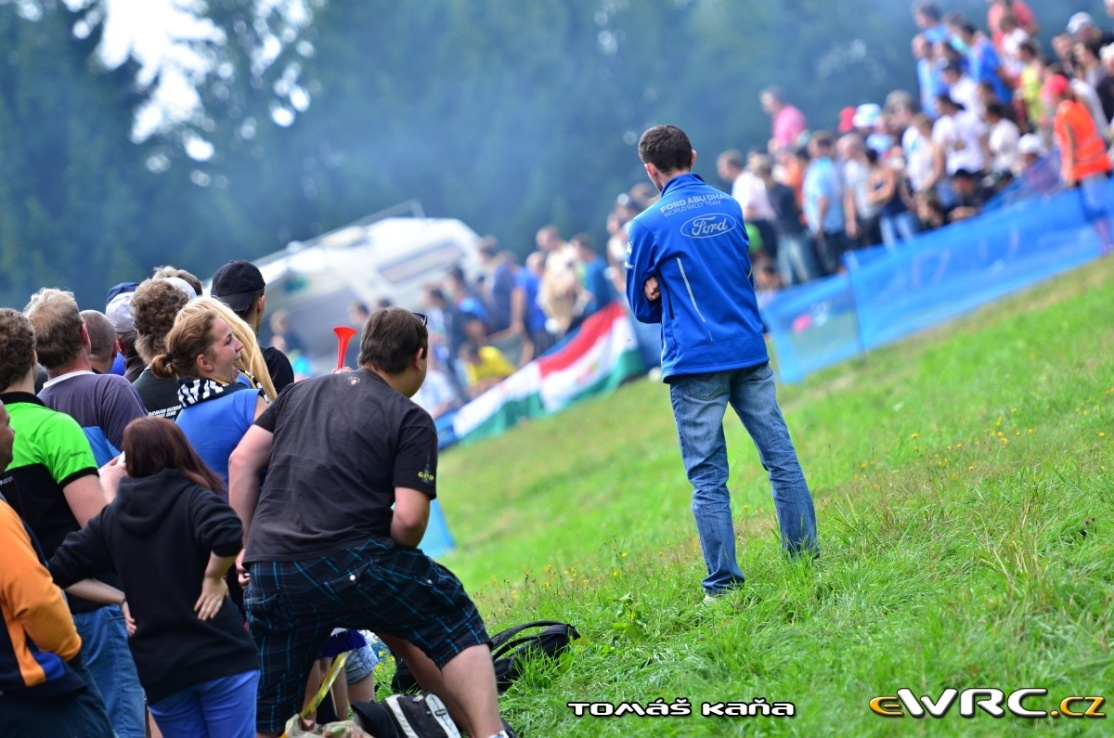 FORD ABU DHABI
WORLD RALLY TEAM
Ford
Tomáš Kaňa
eWRC.cz